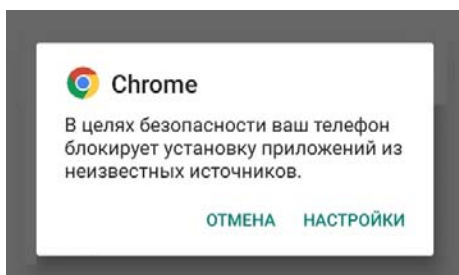 Chrome
В целях безопасности ваш телефон
блокирует установку приложений из
неизвестных источников.
ОТМЕНА НАСТРОЙКИ